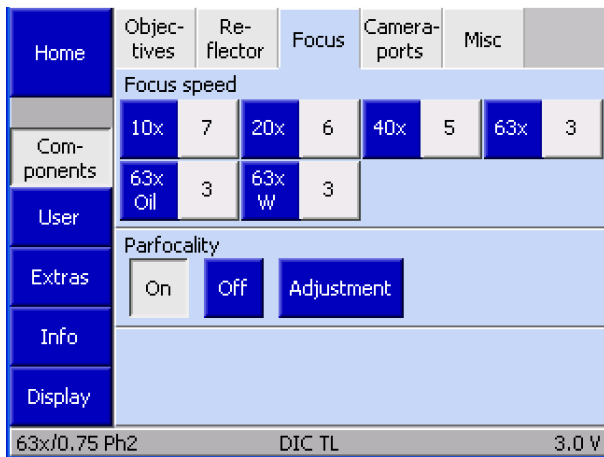 Home
Objec-
tives
Re-
flector
Focus
Camera-
ports
Misc
Focus speed
10x 7 20x 6 40x 5 63x 3
Com-
ponents
63x
Oil
3
63x
W
3
User
Parfocality
Extras
On Off Adjustment
Info
Display
63x/0.75 Ph2 DIC TL 3.0 V